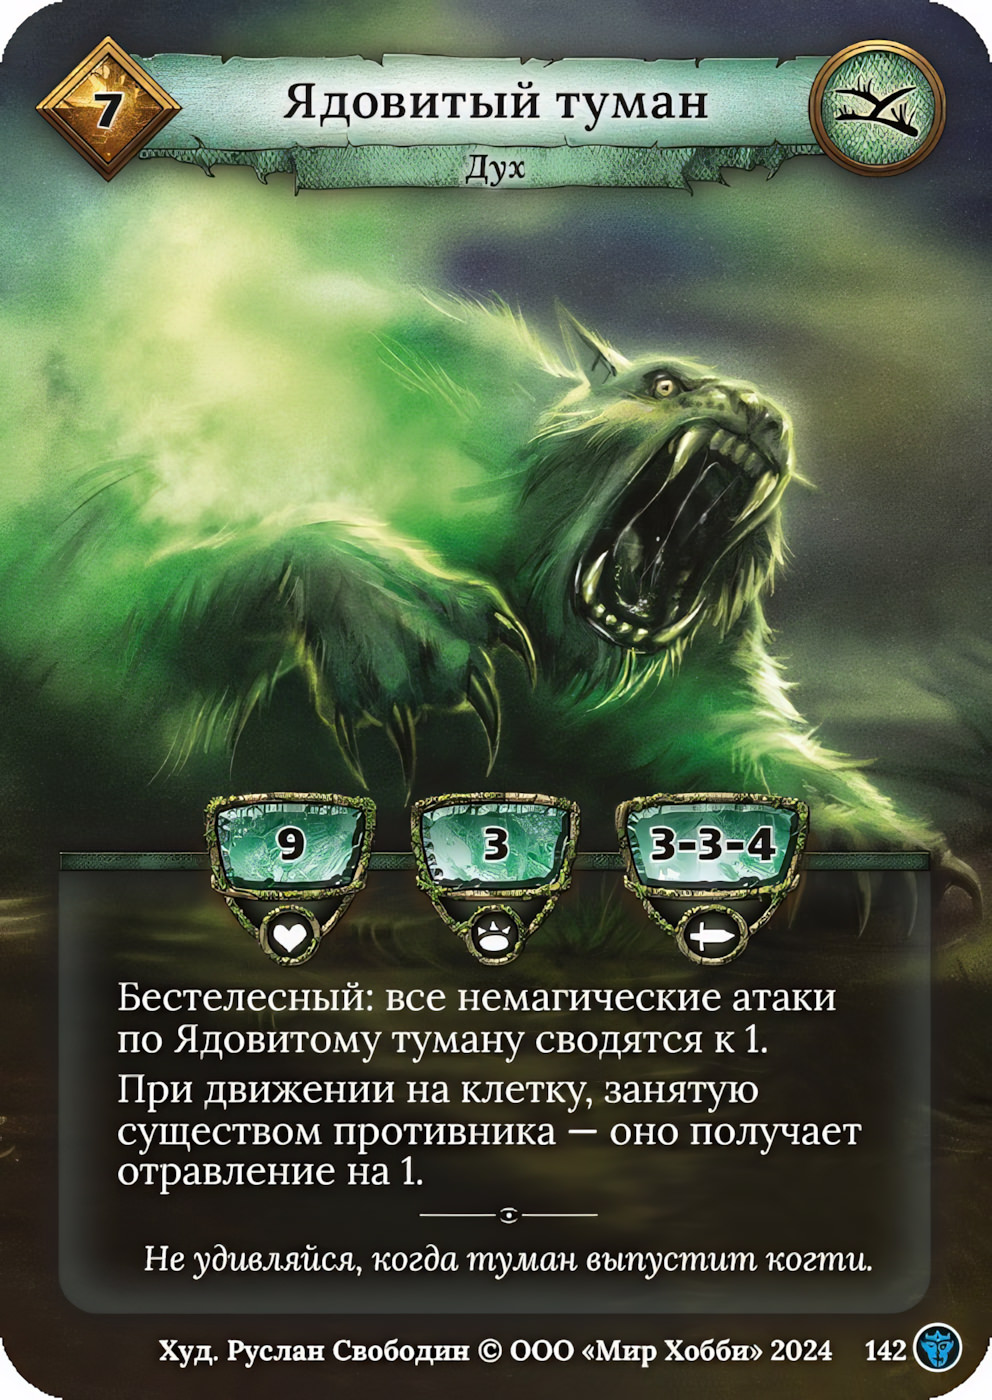 7
Ядовитый туман
Дух
9
3
3-3-4
Бестелесный: все немагические атаки
по Ядовитому туману сводятся к 1.
При движении на клетку, занятую
существом противника — оно получает
отравление на 1.
Не удивляйся, когда туман выпустит когти.
Худ. Руслан Свободин © ООО «Мир Хобби» 2024 142